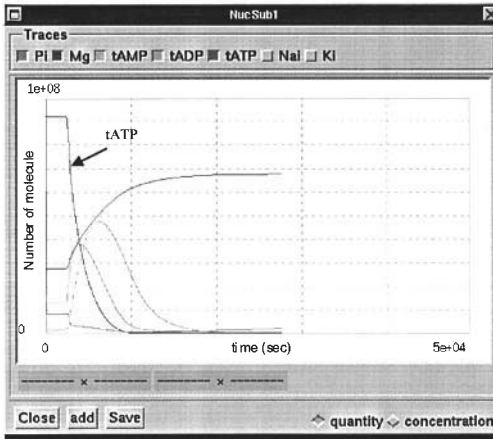 NucSub1
Traces
Pi Mg tAMP tADP tATP Nai Ki
1e+08
tATP
Number of molecule
0
0 time (sec) 5e+04
------- x ------- ------- x -------
Close add Save quantity concentration